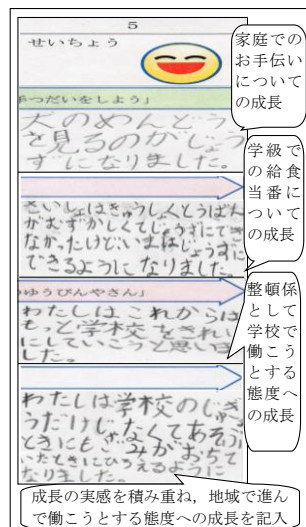 5
せいちょう
手つだいをしよう」
犬のめんどう
を見るのがじょう
ずになりました。
さいしょはきゅうしょくとうばん
がむずかしくてじょうずにでき
なかったけどいまはじょうずに
できるようになりました。
ゆうびんやさん」
わたしはこれからは
もっと学校をきれい
にしていこうと思いま
した。
わたしは学校の
うだけじゃなくてあそぶ
ときにもごみがおちて
いたときにひろえるように
なりました。
家庭での
お手伝い
について
の成長
学級で
の給食
当番に
ついて
の成長
整頓係
として
学校で
働こう
とする
態度へ
の成長
成長の実感を積み重ね,地域で進ん
で働こうとする態度への成長を記入